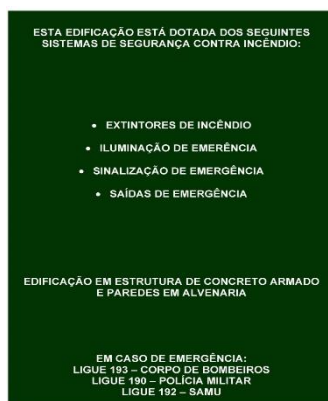 ESTA EDIFICAÇÃO ESTÁ DOTADA DOS SEGUINTES
SISTEMAS DE SEGURANÇA CONTRA INCÊNDIO:
• EXTINTORES DE INCÊNDIO
• ILUMINAÇÃO DE EMERÊNCIA
• SINALIZAÇÃO DE EMERGÊNCIA
• SAÍDAS DE EMERGÊNCIA
EDIFICAÇÃO EM ESTRUTURA DE CONCRETO ARMADO
E PAREDES EM ALVENARIA
EM CASO DE EMERGÊNCIA:
LIGUE 193 – CORPO DE BOMBEIROS
LIGUE 190 – POLÍCIA MILITAR
LIGUE 192 – SAMU